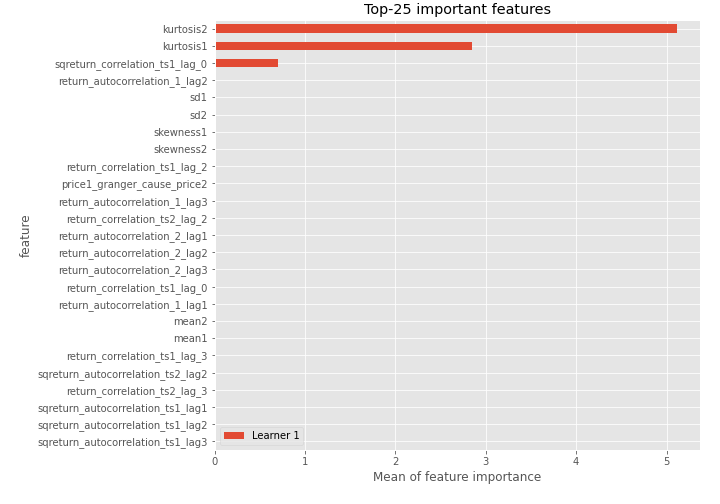 Top-25 important features
kurtosis2
kurtosis1
sqreturn_correlation_ts1_lag_0
return_autocorrelation_1_lag2
sd1
sd2
skewness1
skewness2
return_correlation_ts1_lag_2
price1_granger_cause_price2
return_autocorrelation_1_lag3
return_correlation_ts2_lag_2
return_autocorrelation_2_lag1
return_autocorrelation_2_lag2
return_autocorrelation_2_lag3
return_correlation_ts1_lag_0
return_autocorrelation_1_lag1
mean2
mean1
return_correlation_ts1_lag_3
sqreturn_autocorrelation_ts2_lag2
return_correlation_ts2_lag_3
sqreturn_autocorrelation_ts1_lag1
sqreturn_autocorrelation_ts1_lag2
sqreturn_autocorrelation_ts1_lag3
feature
Learner 1
0 1 2 3 4 5
Mean of feature importance